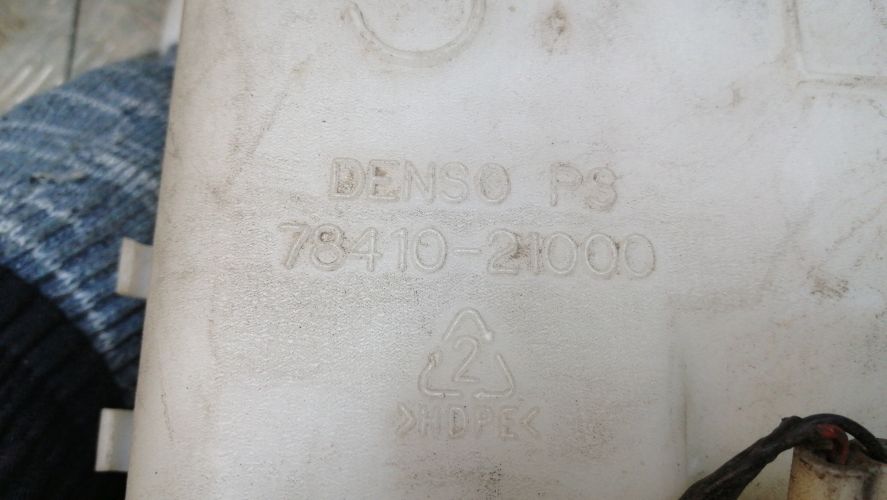 DENSO PS
78410-21000
2
>HDPE<